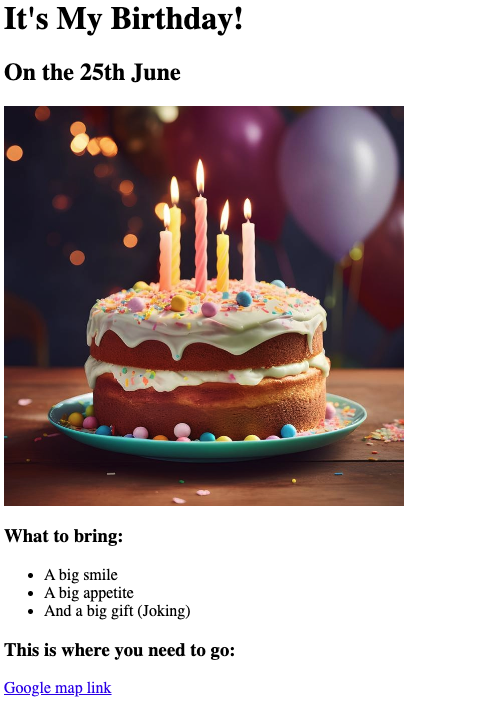 It's My Birthday!
On the 25th June
What to bring:
A big smile
A big appetite
And a big gift (Joking)
This is where you need to go:
Google map link